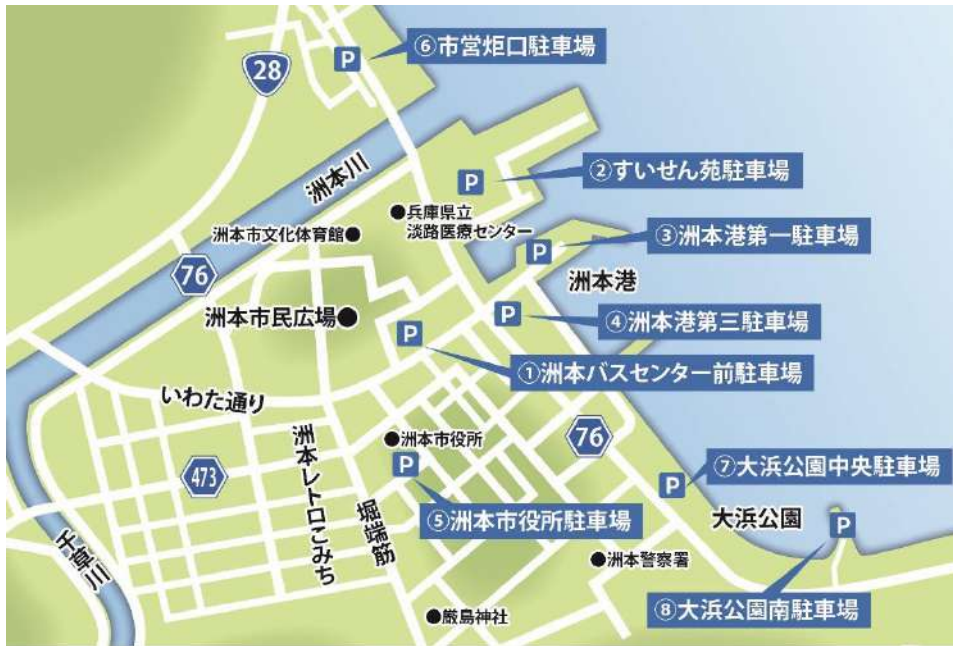 ⑥市営炬口駐車場
28
P
洲本川
②すいせん苑駐車場
P
●兵庫県立
淡路医療センター
洲本市文化体育館●
③洲本港第一駐車場
P
76
洲本港
洲本市民広場●
P
④洲本港第三駐車場
P
①洲本バスセンター前駐車場
いわた通り
●洲本市役所
76
473
P
洲本レトロこみち
堀端筋
⑦大浜公園中央駐車場
P
⑤洲本市役所駐車場
大浜公園
P
千草川
●洲本警察署
⑧大浜公園南駐車場
●厳島神社